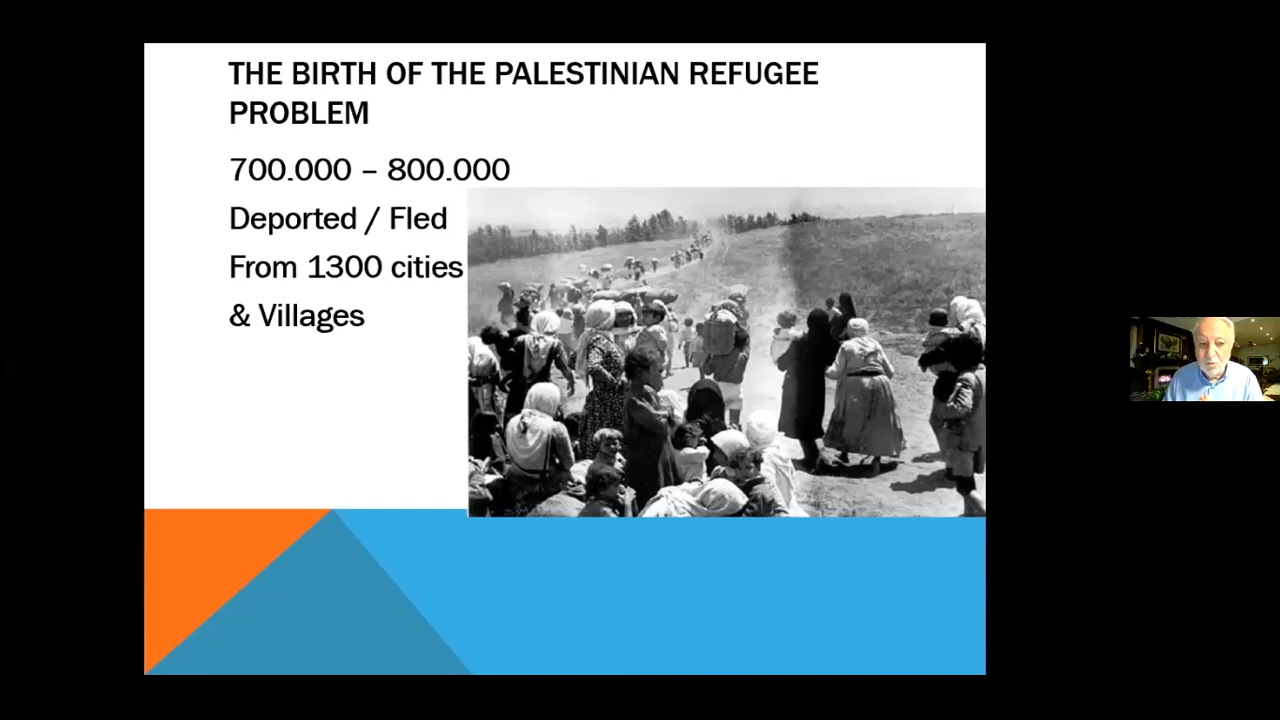 THE BIRTH OF THE PALESTINIAN REFUGEE
PROBLEM
700.000 – 800.000
Deported / Fled
From 1300 cities
& Villages